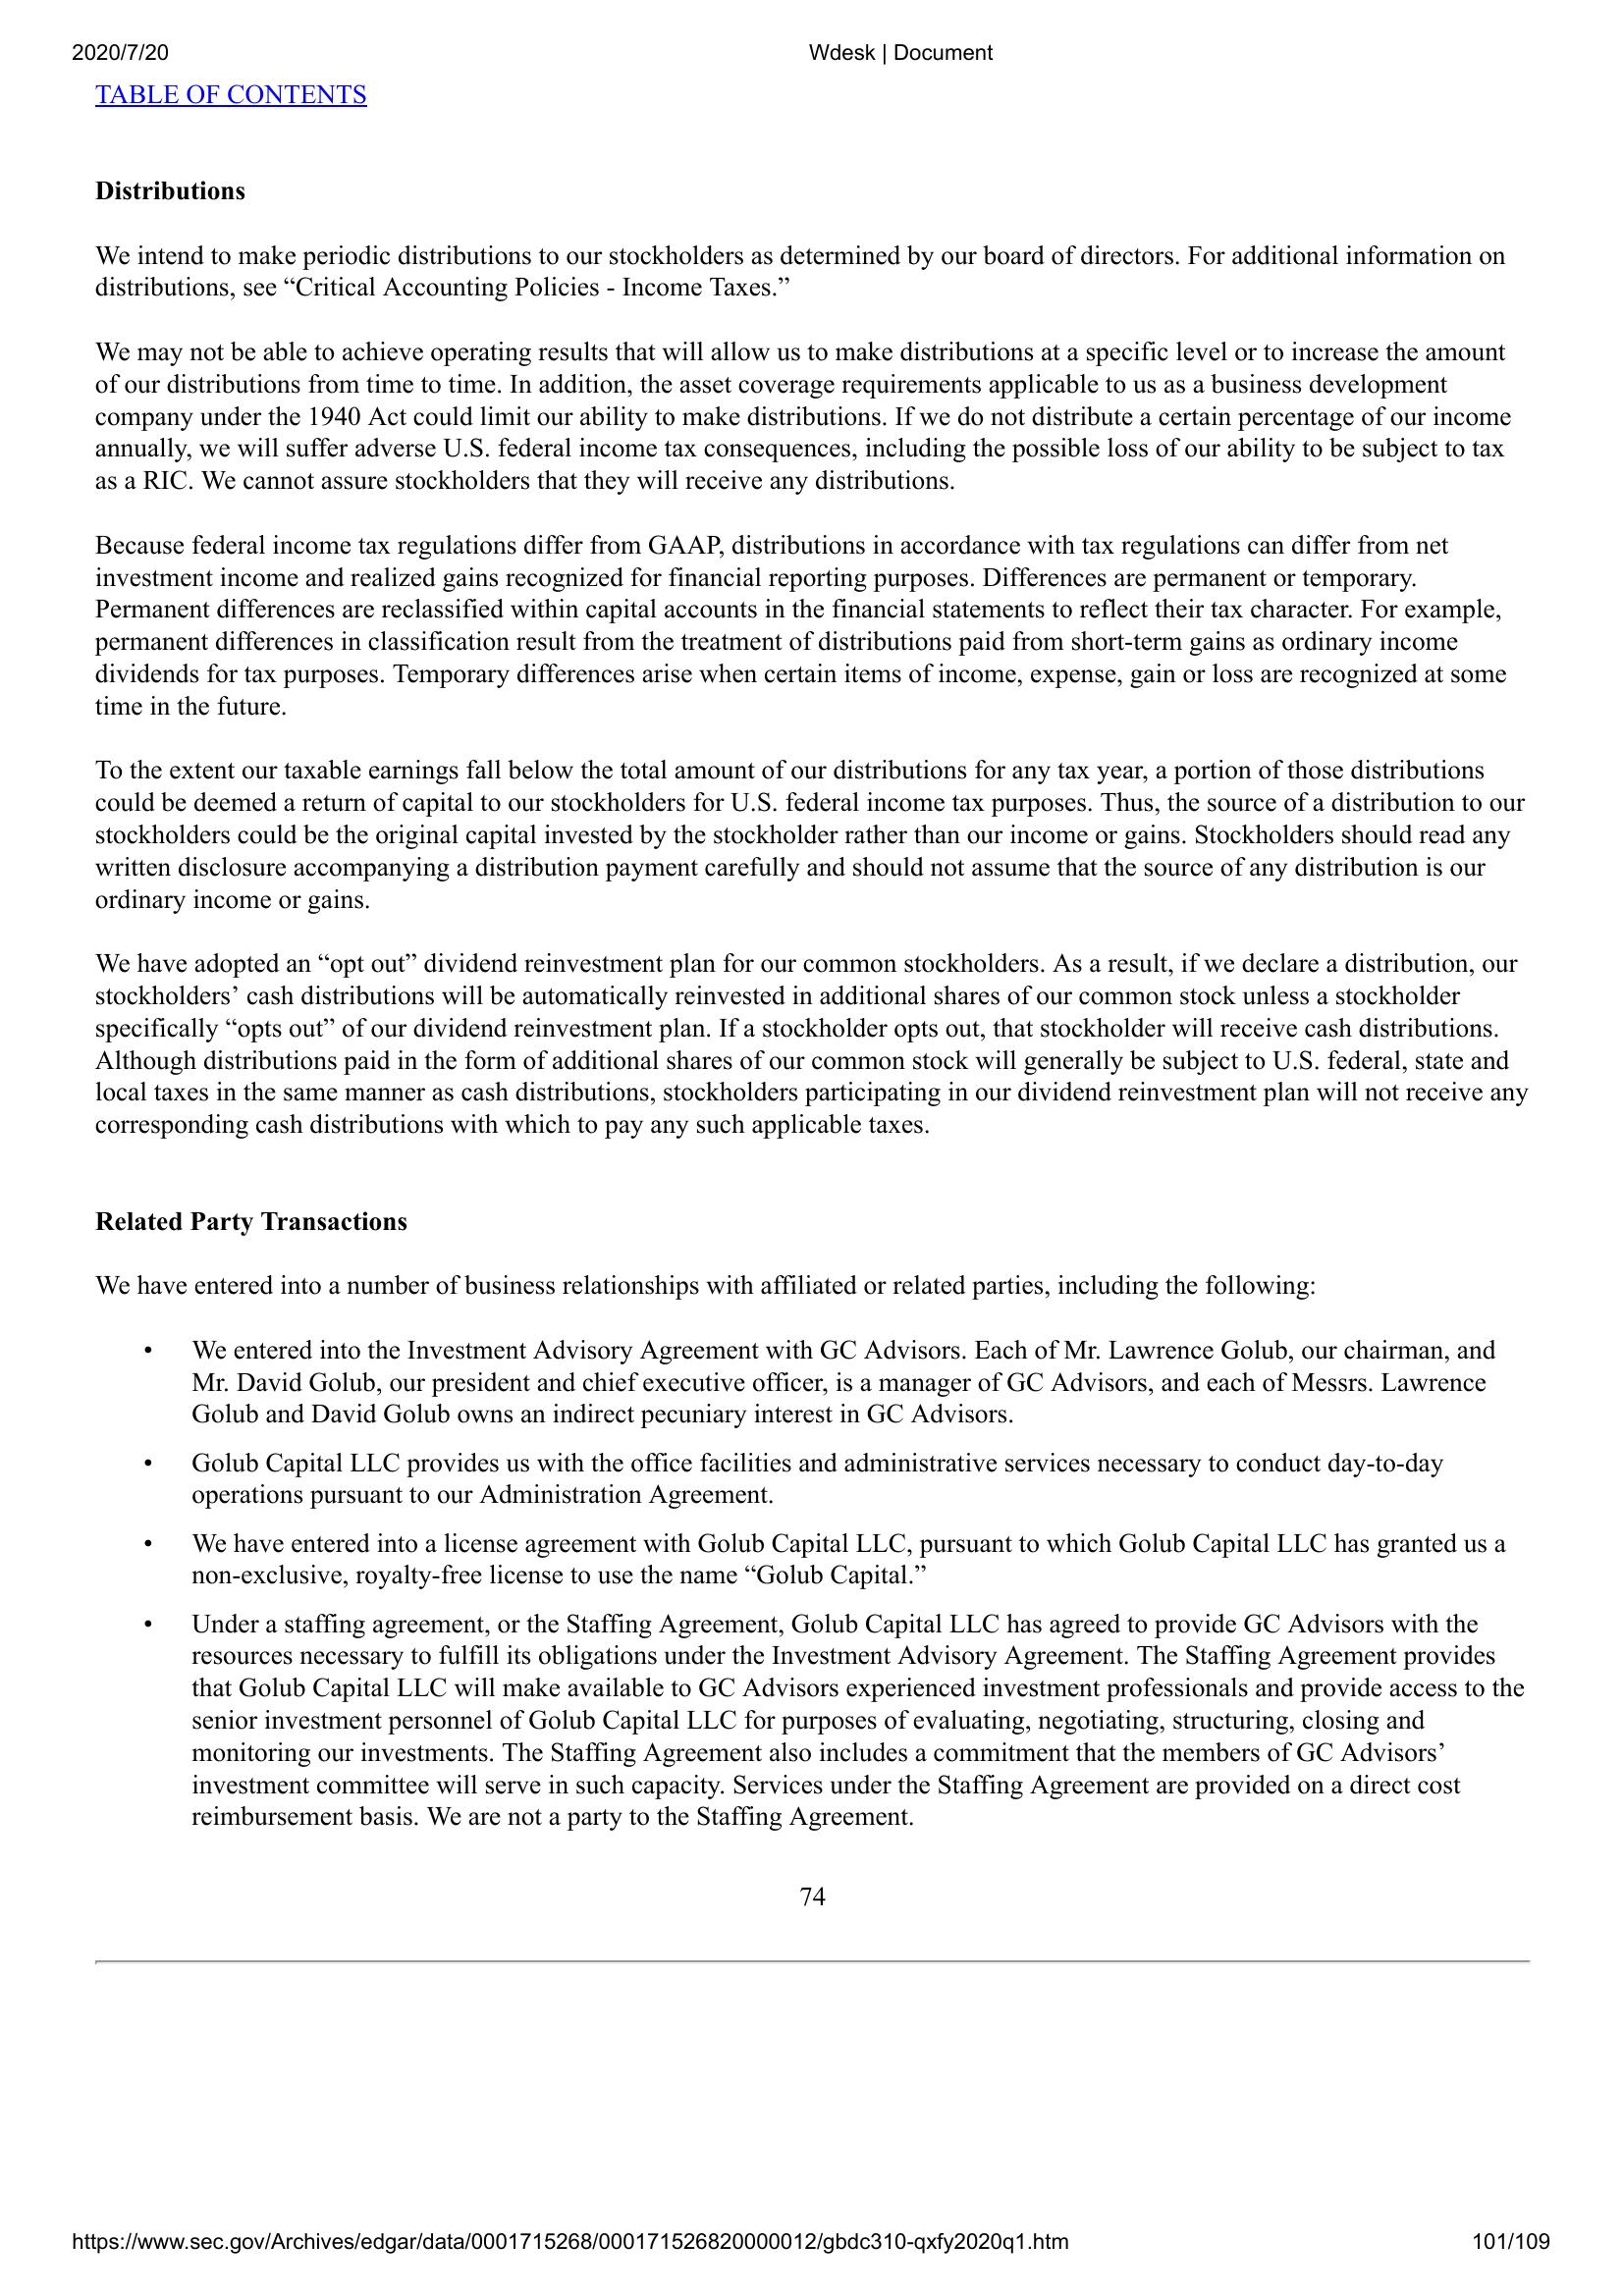 2020/7/20
Wdesk | Document
TABLE OF CONTENTS
Distributions
We intend to make periodic distributions to our stockholders as determined by our board of directors. For additional information on
distributions, see “Critical Accounting Policies - Income Taxes.”
We may not be able to achieve operating results that will allow us to make distributions at a specific level or to increase the amount
of our distributions from time to time. In addition, the asset coverage requirements applicable to us as a business development
company under the 1940 Act could limit our ability to make distributions. If we do not distribute a certain percentage of our income
annually, we will suffer adverse U.S. federal income tax consequences, including the possible loss of our ability to be subject to tax
as a RIC. We cannot assure stockholders that they will receive any distributions.
Because federal income tax regulations differ from GAAP, distributions in accordance with tax regulations can differ from net
investment income and realized gains recognized for financial reporting purposes. Differences are permanent or temporary.
Permanent differences are reclassified within capital accounts in the financial statements to reflect their tax character. For example,
permanent differences in classification result from the treatment of distributions paid from short-term gains as ordinary income
dividends for tax purposes. Temporary differences arise when certain items of income, expense, gain or loss are recognized at some
time in the future.
To the extent our taxable earnings fall below the total amount of our distributions for any tax year, a portion of those distributions
could be deemed a return of capital to our stockholders for U.S. federal income tax purposes. Thus, the source of a distribution to our
stockholders could be the original capital invested by the stockholder rather than our income or gains. Stockholders should read any
written disclosure accompanying a distribution payment carefully and should not assume that the source of any distribution is our
ordinary income or gains.
We have adopted an “opt out” dividend reinvestment plan for our common stockholders. As a result, if we declare a distribution, our
stockholders’ cash distributions will be automatically reinvested in additional shares of our common stock unless a stockholder
specifically “opts out” of our dividend reinvestment plan. If a stockholder opts out, that stockholder will receive cash distributions.
Although distributions paid in the form of additional shares of our common stock will generally be subject to U.S. federal, state and
local taxes in the same manner as cash distributions, stockholders participating in our dividend reinvestment plan will not receive any
corresponding cash distributions with which to pay any such applicable taxes.
Related Party Transactions
We have entered into a number of business relationships with affiliated or related parties, including the following:
• We entered into the Investment Advisory Agreement with GC Advisors. Each of Mr. Lawrence Golub, our chairman, and
Mr. David Golub, our president and chief executive officer, is a manager of GC Advisors, and each of Messrs. Lawrence
Golub and David Golub owns an indirect pecuniary interest in GC Advisors.
• Golub Capital LLC provides us with the office facilities and administrative services necessary to conduct day-to-day
operations pursuant to our Administration Agreement.
• We have entered into a license agreement with Golub Capital LLC, pursuant to which Golub Capital LLC has granted us a
non-exclusive, royalty-free license to use the name “Golub Capital.”
• Under a staffing agreement, or the Staffing Agreement, Golub Capital LLC has agreed to provide GC Advisors with the
resources necessary to fulfill its obligations under the Investment Advisory Agreement. The Staffing Agreement provides
that Golub Capital LLC will make available to GC Advisors experienced investment professionals and provide access to the
senior investment personnel of Golub Capital LLC for purposes of evaluating, negotiating, structuring, closing and
monitoring our investments. The Staffing Agreement also includes a commitment that the members of GC Advisors’
investment committee will serve in such capacity. Services under the Staffing Agreement are provided on a direct cost
reimbursement basis. We are not a party to the Staffing Agreement.
74
https://www.sec.gov/Archives/edgar/data/0001715268/000171526820000012/gbdc310-qxfy2020q1.htm
101/109